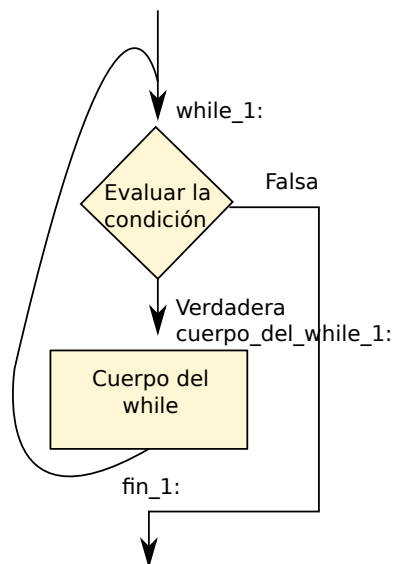 while_1:
Falsa
Evaluar la
condición
Verdadera
cuerpo_del_while_1:
Cuerpo del
while
fin_1: